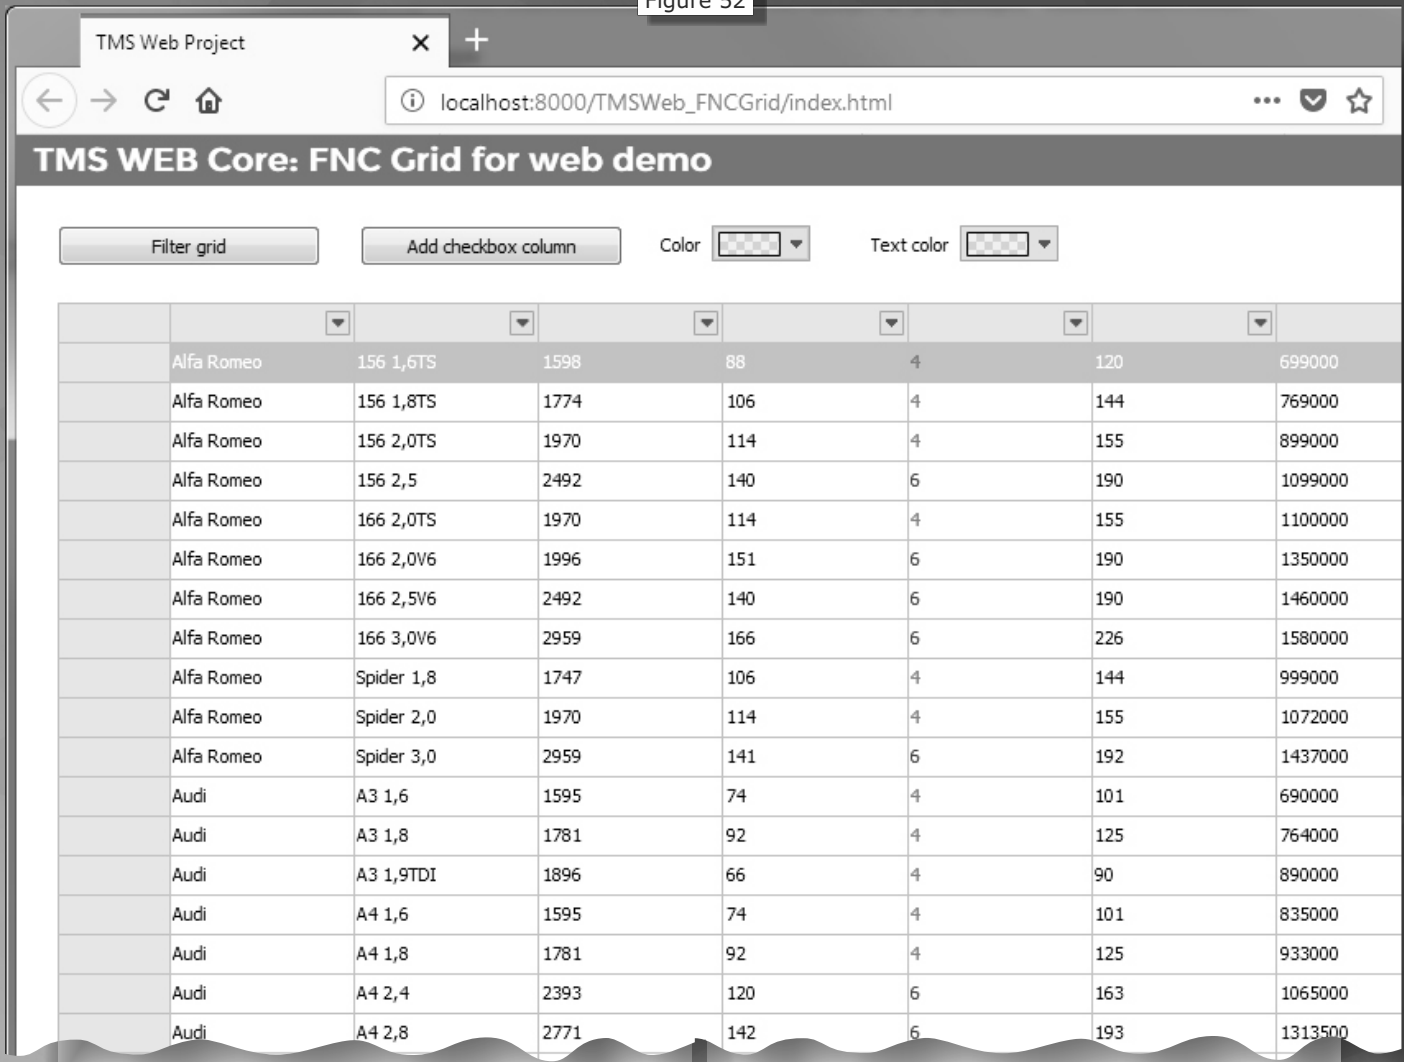 Figure 52
TMS Web Project
localhost:8000/TMSWeb_FNCGrid/index.html
TMS WEB Core: FNC Grid for web demo
Filter grid Add checkbox column Color Text color
Alfa Romeo 156 1,6TS 1598 88 4 120 699000
Alfa Romeo 156 1,8TS 1774 106 4 144 769000
Alfa Romeo 156 2,0TS 1970 114 4 155 899000
Alfa Romeo 156 2,5 2492 140 6 190 1099000
Alfa Romeo 166 2,0TS 1970 114 4 155 1100000
Alfa Romeo 166 2,0V6 1996 151 6 190 1350000
Alfa Romeo 166 2,5V6 2492 140 6 190 1460000
Alfa Romeo 166 3,0V6 2959 166 6 226 1580000
Alfa Romeo Spider 1,8 1747 106 4 144 999000
Alfa Romeo Spider 2,0 1970 114 4 155 1072000
Alfa Romeo Spider 3,0 2959 141 6 192 1437000
Audi A3 1,6 1595 74 4 101 690000
Audi A3 1,8 1781 92 4 125 764000
Audi A3 1,9TDI 1896 66 4 90 890000
Audi A4 1,6 1595 74 4 101 835000
Audi A4 1,8 1781 92 4 125 933000
Audi A4 2,4 2393 120 6 163 1065000
Audi A4 2,8 2771 142 6 193 1313500